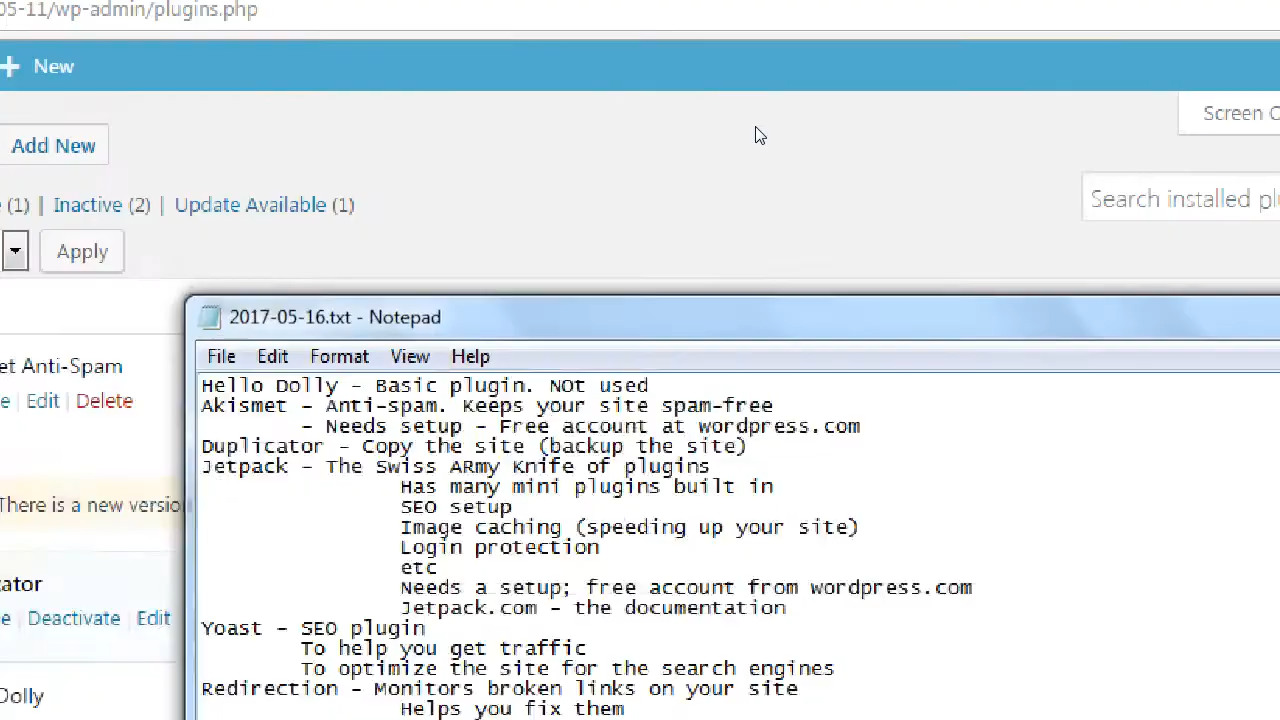 05-11/wp-admin/plugins.php
New
Screen
Add New
(1) | Inactive (2) | Update Available (1)
Search installed
Apply
2017-05-16.txt - Notepad
File Edit Format View Help
Hello Dolly - Basic plugin. NOt used
Akismet - Anti-spam. Keeps your site spam-free
- Needs setup - Free account at wordpress.com
Duplicator - Copy the site (backup the site)
Jetpack - The Swiss ARmy Knife of plugins
Has many mini plugins built in
SEO setup
Image caching (speeding up your site)
Login protection
etc
Needs a setup; free account from wordpress.com
Jetpack.com - the documentation
Yoast - SEO plugin
To help you get traffic
To optimize the site for the search engines
Redirection - Monitors broken links on your site
Helps you fix them
et Anti-Spam
Edit Delete
There is a new versio
ator
Deactivate Edit
Dolly